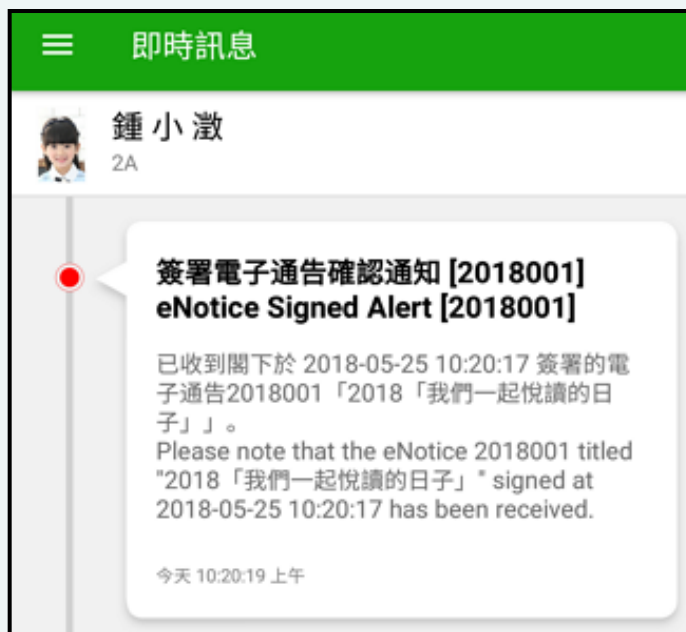 即時訊息
鍾小澂
2A
簽署電子通告確認通知 [2018001]
eNotice Signed Alert [2018001]
已收到閣下於 2018-05-25 10:20:17 簽署的電
子通告2018001「2018「我們一起悅讀的日
子」」。
Please note that the eNotice 2018001 titled
"2018「我們一起悅讀的日子」" signed at
2018-05-25 10:20:17 has been received.
今天 10:20:19 上午